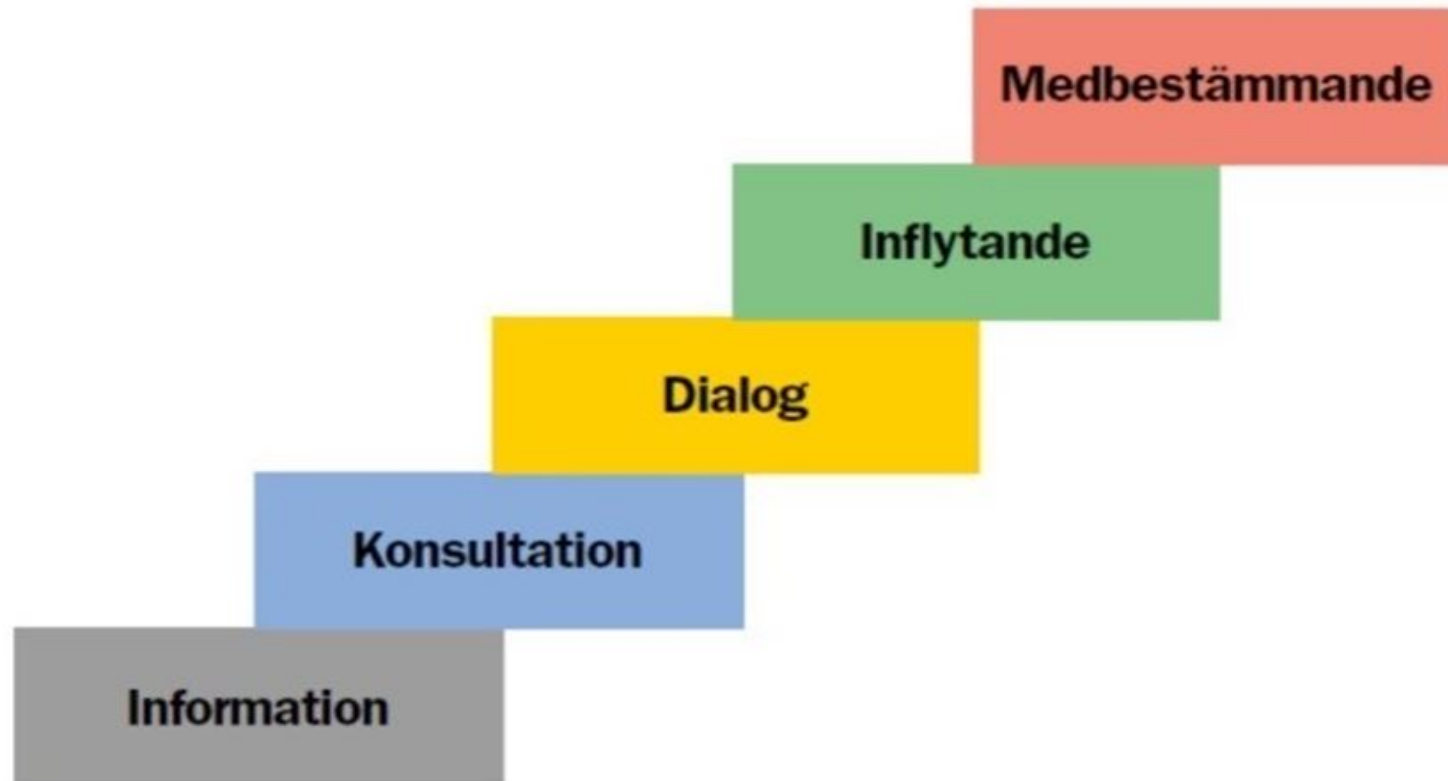 Medbestämmande
Inflytande
Dialog
Konsultation
Information